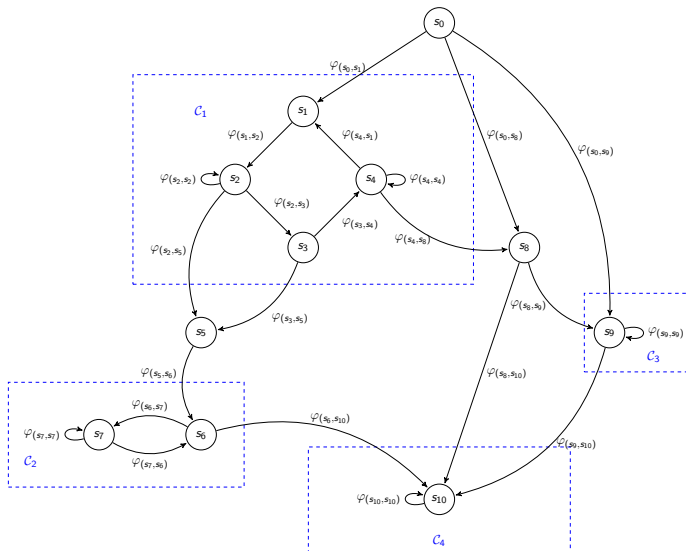 s0
φ(s0,s1)
C1
s1
φ(s1,s2)
φ(s4,s1)
φ(s0,s8)
φ(s0,s9)
φ(s2,s2)
s2
s4
φ(s4,s4)
φ(s2,s3)
φ(s3,s4)
φ(s2,s5)
s3
φ(s4,s8)
s8
φ(s8,s9)
φ(s3,s5)
s5
s9
φ(s9,s9)
C3
φ(s5,s6)
φ(s8,s10)
φ(s6,s7)
φ(s6,s10)
φ(s7,s7)
s7
s6
φ(s9,s10)
C2
φ(s7,s6)
φ(s10,s10)
s10
C4